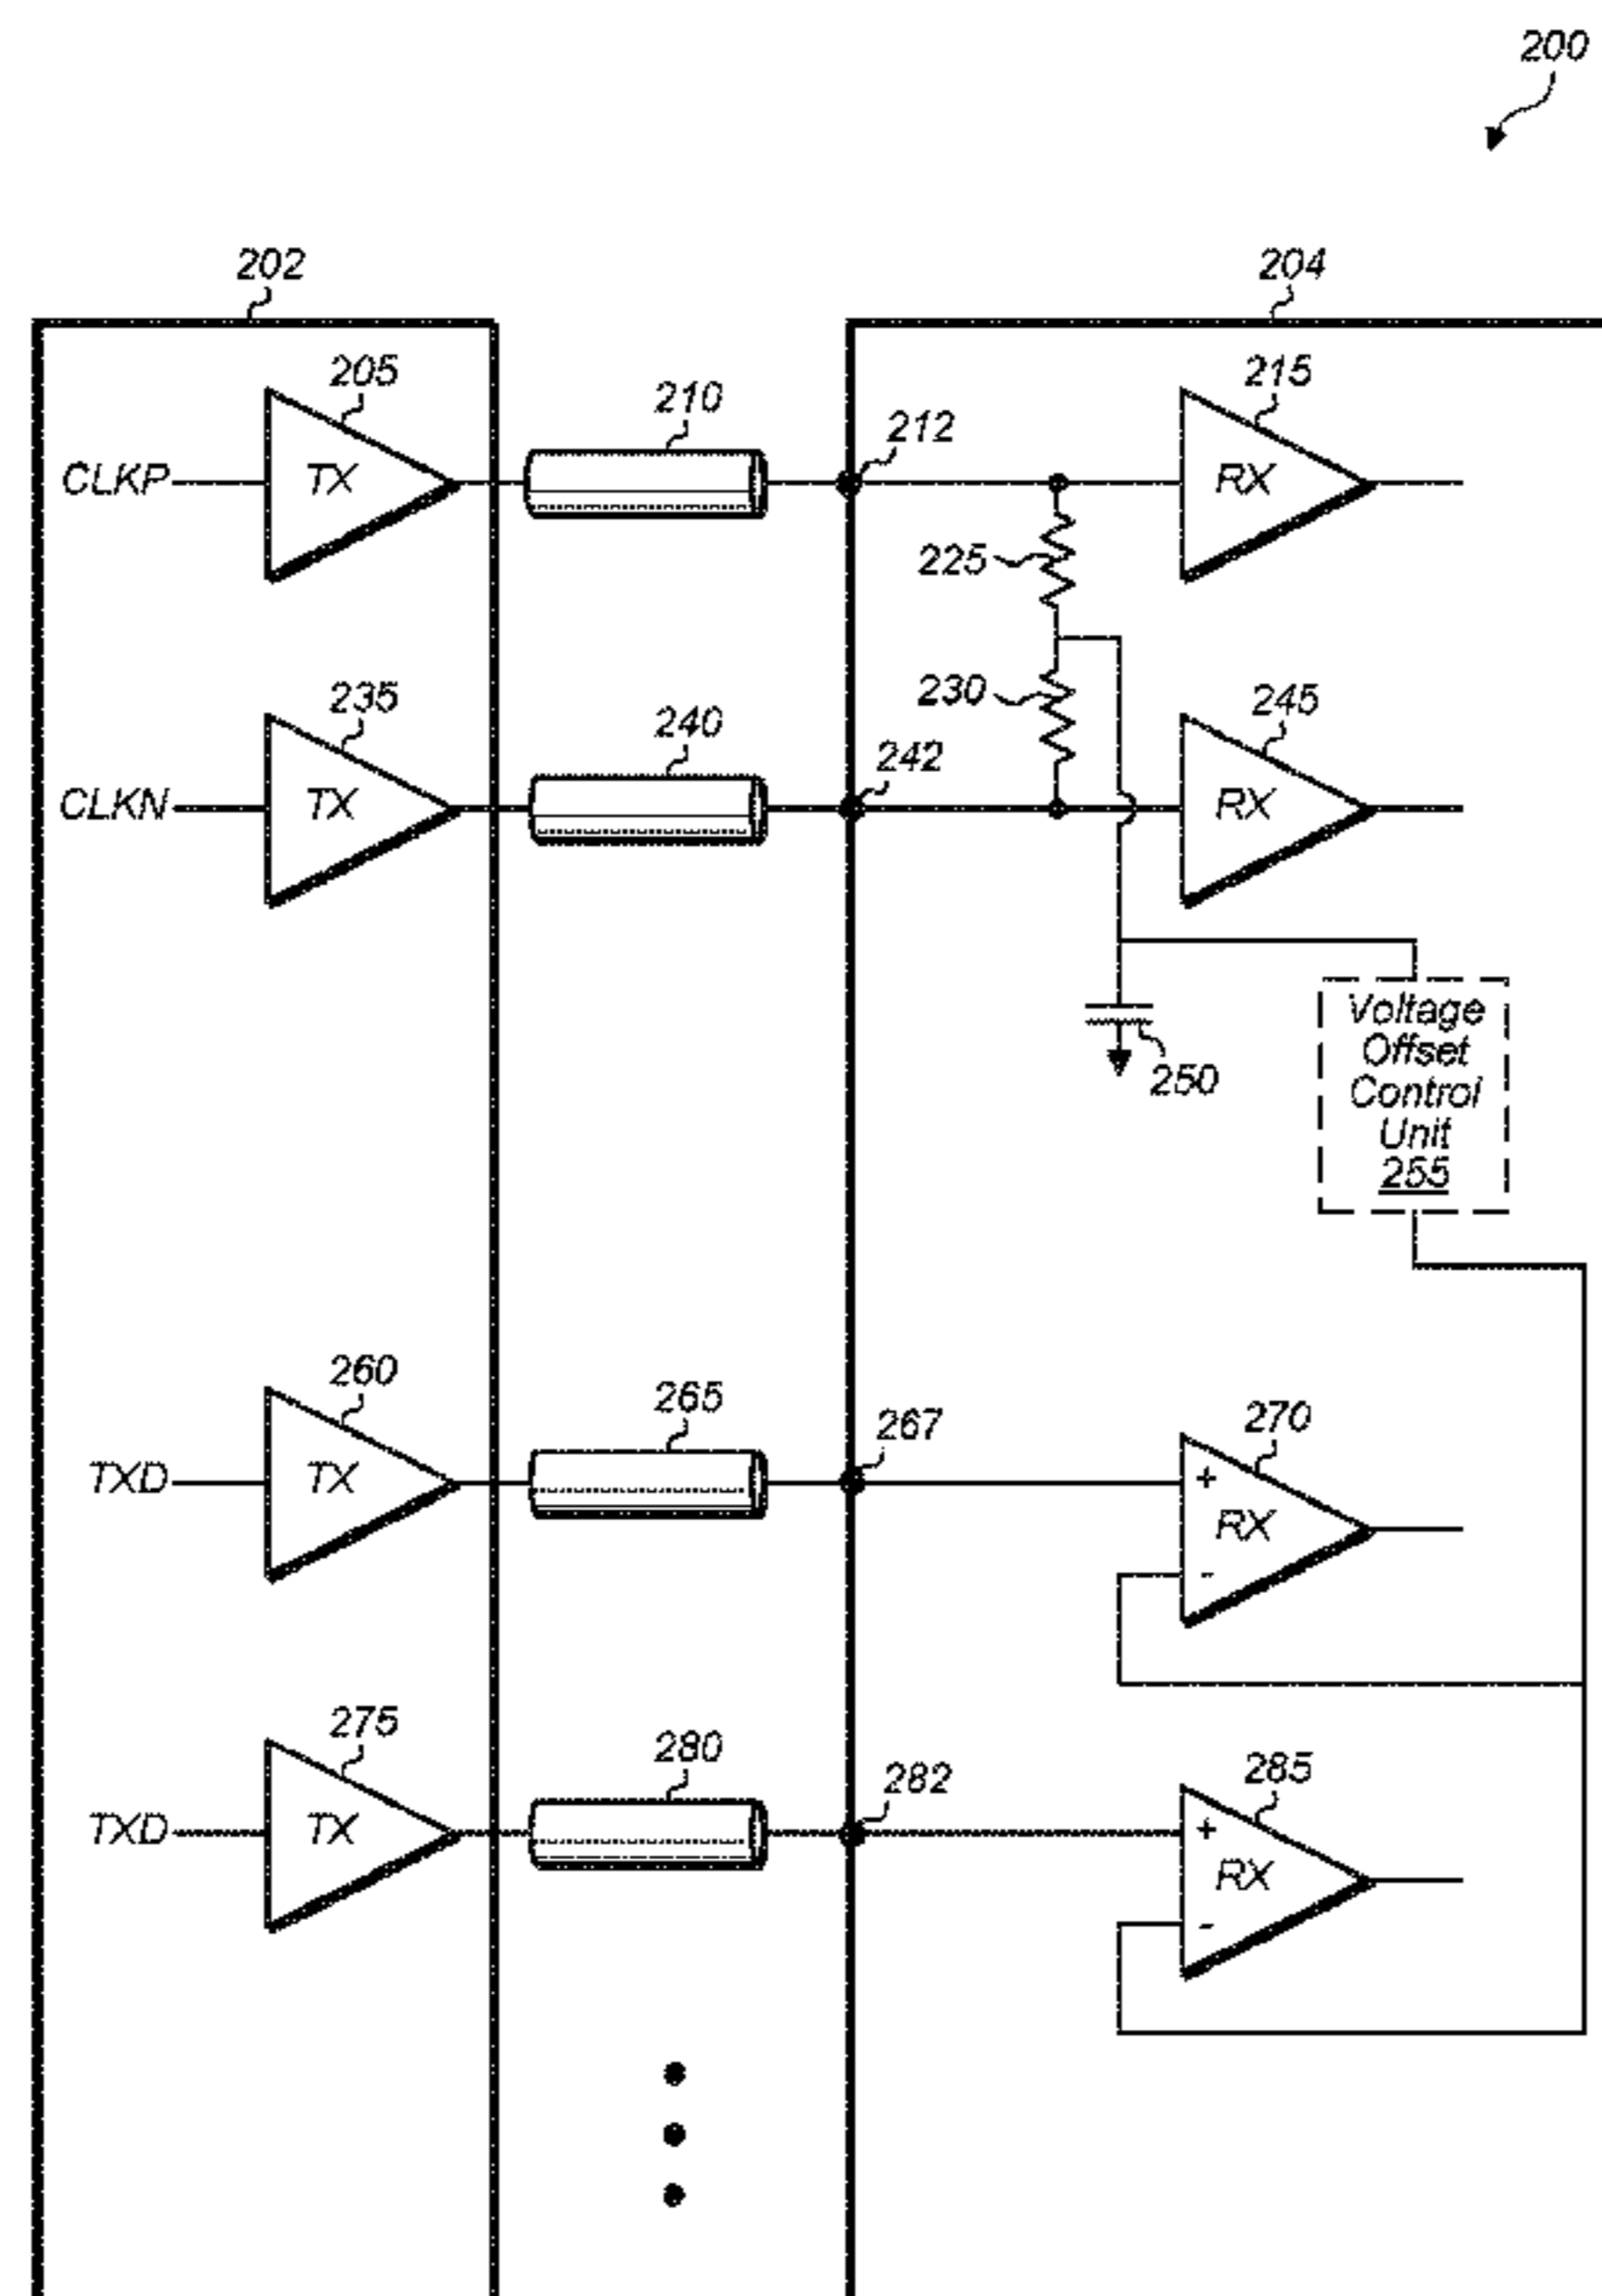 200
202
204
205
210
212
215
CLKP
TX
RX
225
230
235
240
242
245
CLKN
TX
RX
250
Voltage
Offset
Control
Unit
255
260
265
267
270
TXD
TX
+
RX
-
275
280
282
285
TXD
TX
+
RX
-